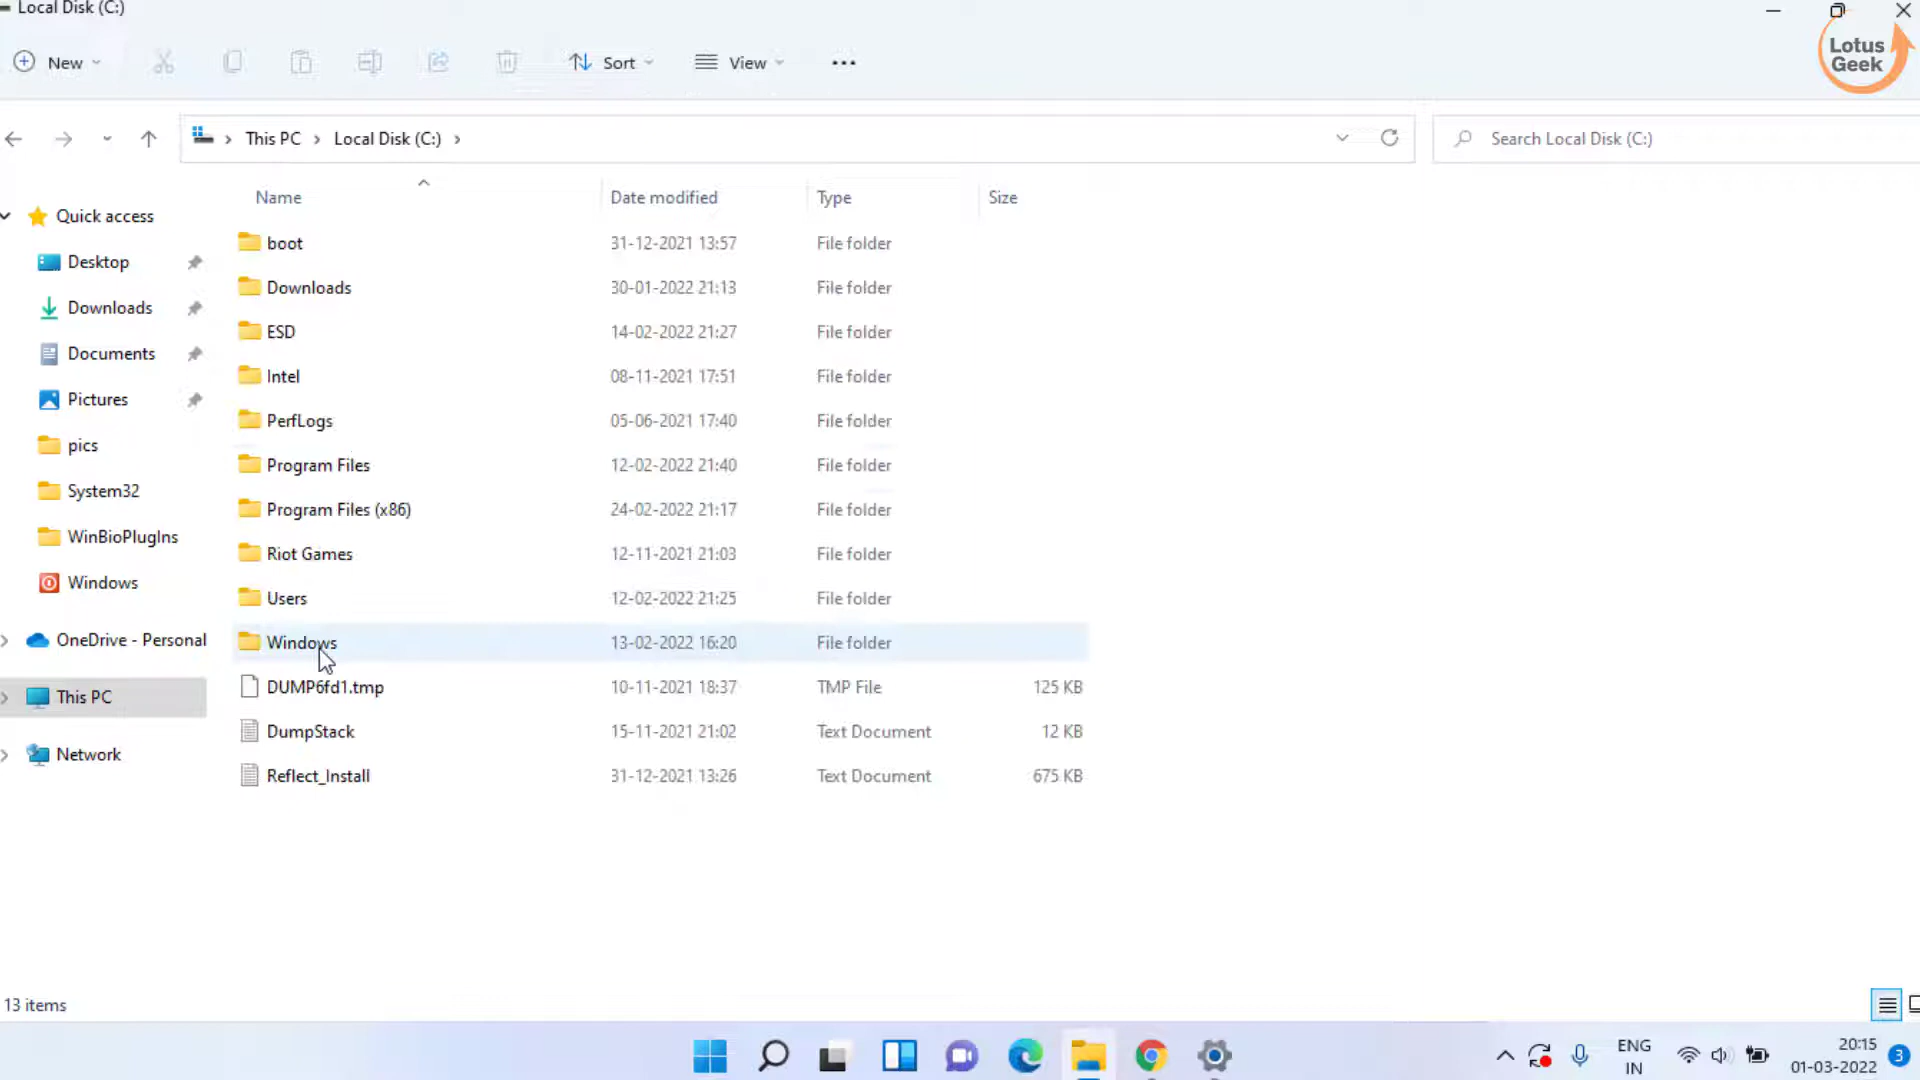 Local Disk (C:)
New
Sort
View
Lotus
Geek
This PC
Local Disk (C:)
Search Local Disk (C:)
Name
Date modified
Type
Size
Quick access
Desktop
Downloads
Documents
Pictures
pics
System32
WinBioPlugIns
Windows
OneDrive - Personal
This PC
Network
boot 31-12-2021 13:57 File folder
Downloads 30-01-2022 21:13 File folder
ESD 14-02-2022 21:27 File folder
Intel 08-11-2021 17:51 File folder
PerfLogs 05-06-2021 17:40 File folder
Program Files 12-02-2022 21:40 File folder
Program Files (x86) 24-02-2022 21:17 File folder
Riot Games 12-11-2021 21:03 File folder
Users 12-02-2022 21:25 File folder
Windows 13-02-2022 16:20 File folder
DUMP6fd1.tmp 10-11-2021 18:37 TMP File 125 KB
DumpStack 15-11-2021 21:02 Text Document 12 KB
Reflect_Install 31-12-2021 13:26 Text Document 675 KB
13 items
ENG
IN
20:15
01-03-2022
3